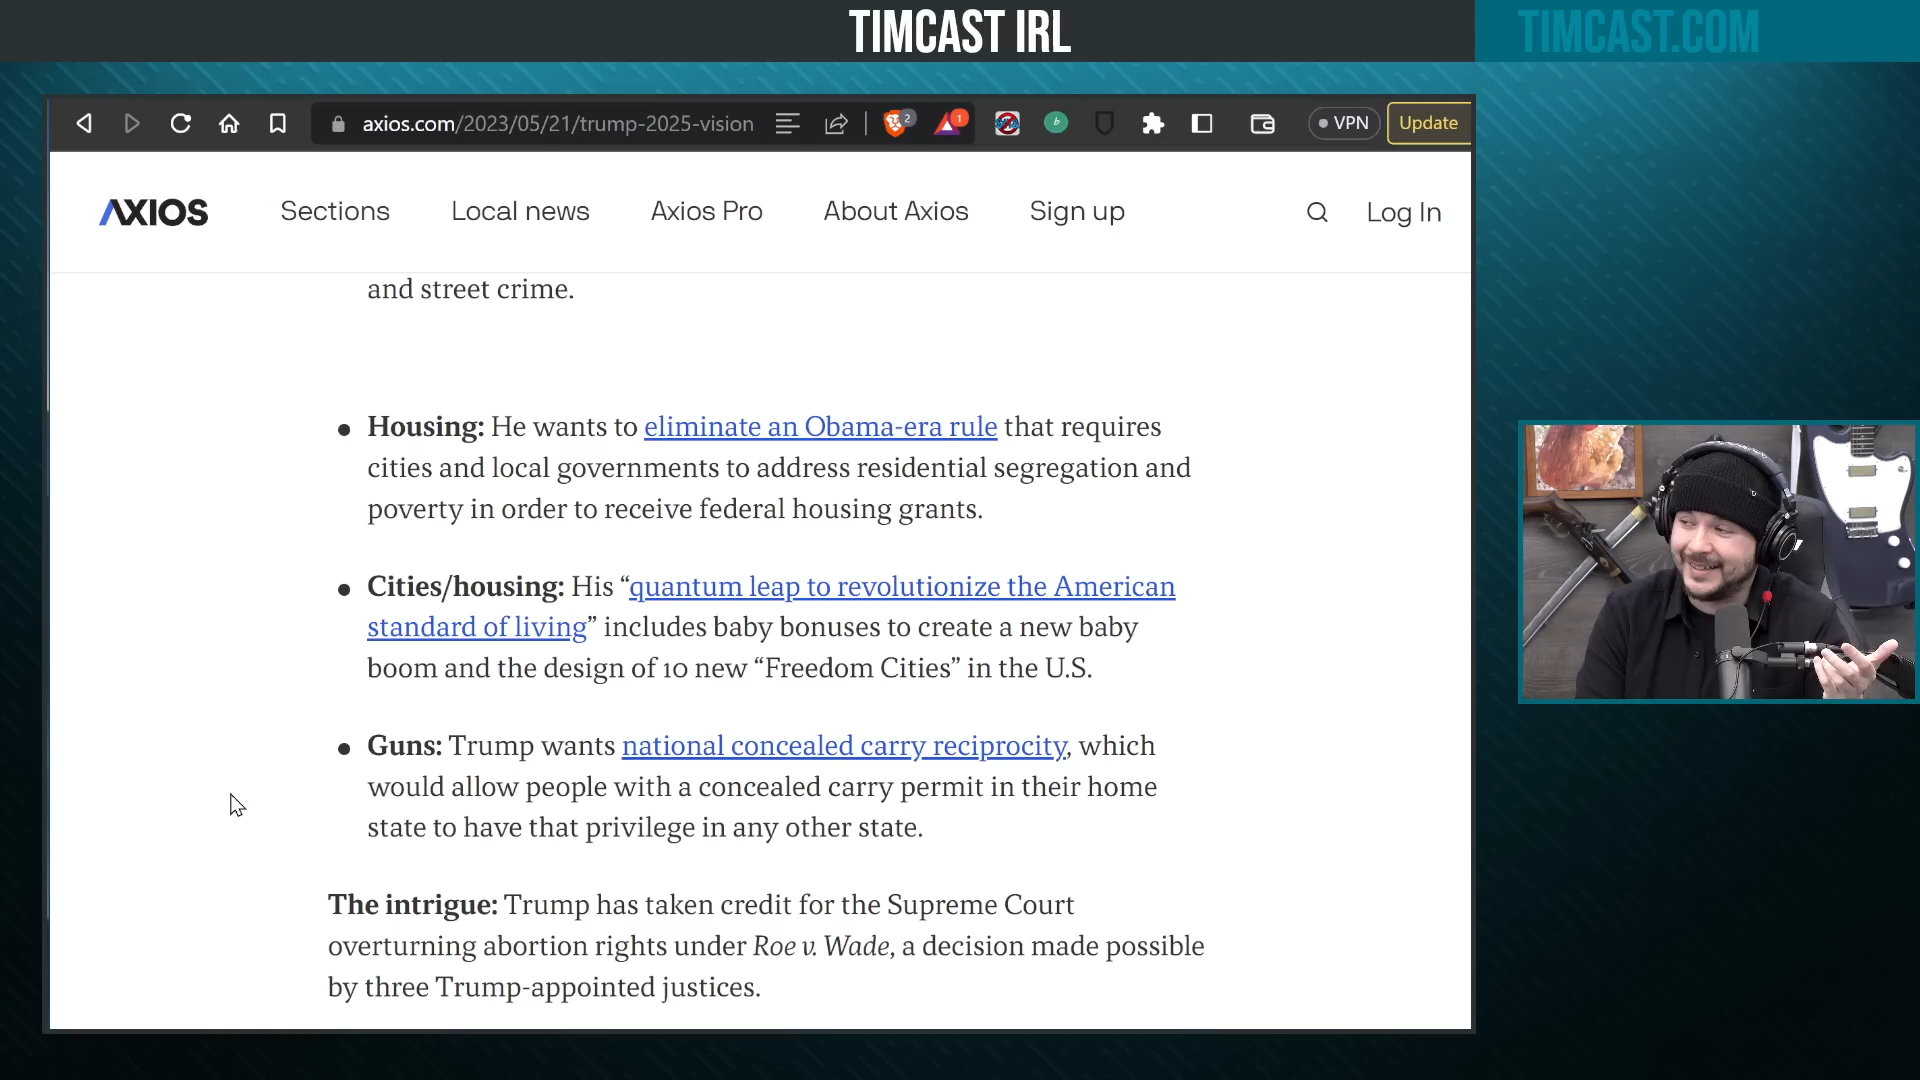 TIMCAST IRL
TIMCAST.COM
axios.com/2023/05/21/trump-2025-vision
2
1
b
VPN
Update
AXIOS
Sections
Local news
Axios Pro
About Axios
Sign up
Log In
and street crime.
• Housing: He wants to eliminate an Obama-era rule that requires
cities and local governments to address residential segregation and
poverty in order to receive federal housing grants.
• Cities/housing: His “quantum leap to revolutionize the American
standard of living” includes baby bonuses to create a new baby
boom and the design of 10 new “Freedom Cities” in the U.S.
• Guns: Trump wants national concealed carry reciprocity, which
would allow people with a concealed carry permit in their home
state to have that privilege in any other state.
The intrigue: Trump has taken credit for the Supreme Court
overturning abortion rights under Roe v. Wade, a decision made possible
by three Trump-appointed justices.